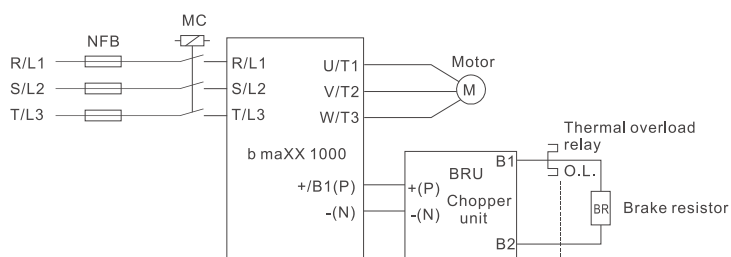 MC
NFB
R/L1
R/L1
U/T1
Motor
S/L2
S/L2
V/T2
M
T/L3
T/L3
W/T3
b maXX 1000
Thermal overload
relay
O.L.
+/B1(P)
+(P)
BRU
B1
-(N)
-(N)
Chopper
unit
BR
Brake resistor
B2